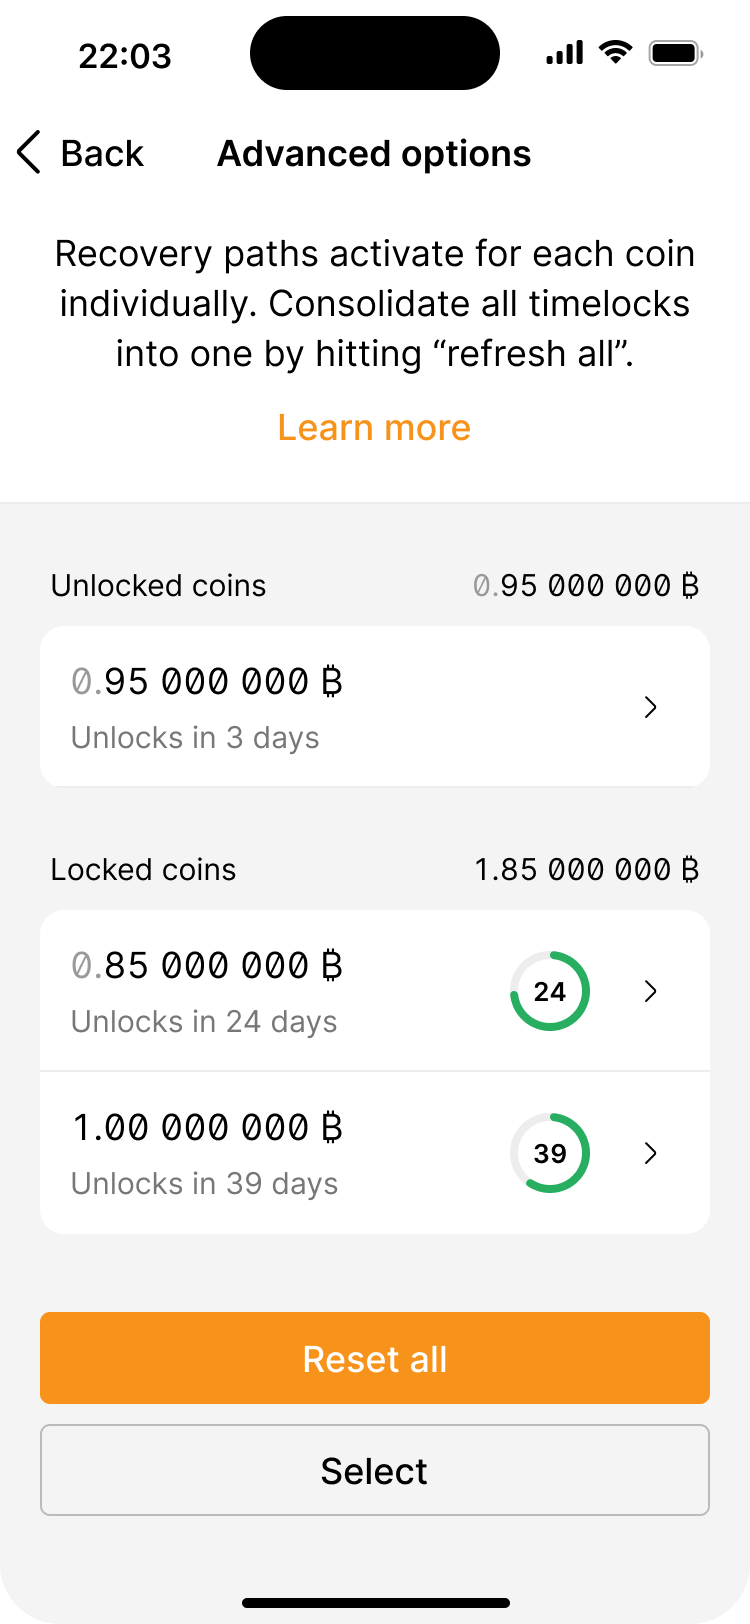 22:03
Back
Advanced options
Recovery paths activate for each coin
individually. Consolidate all timelocks
into one by hitting “refresh all”.
Learn more
Unlocked coins 0.95 000 000 ₿
0.95 000 000 ₿
Unlocks in 3 days
Locked coins 1.85 000 000 ₿
0.85 000 000 ₿
Unlocks in 24 days
24
1.00 000 000 ₿
Unlocks in 39 days
39
Reset all
Select